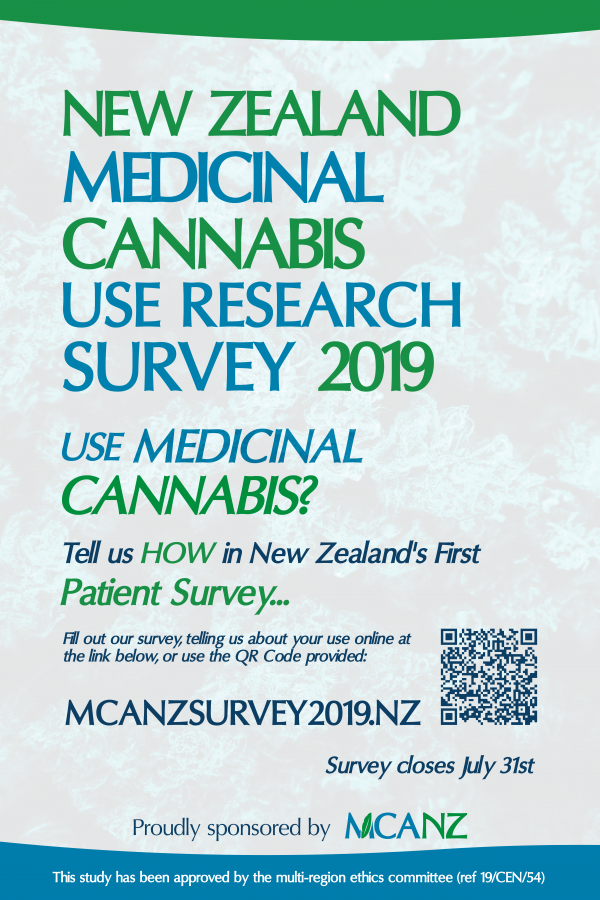 NEW ZEALAND
MEDICINAL
CANNABIS
USE RESEARCH
SURVEY 2019
USE MEDICINAL
CANNABIS?
Tell us HOW in New Zealand's First
Patient Survey...
Fill out our survey, telling us about your use online at
the link below, or use the QR Code provided:
MCANZSURVEY2019.NZ
Survey closes July 31st
Proudly sponsored by MCANZ
This study has been approved by the multi-region ethics committee (ref 19/CEN/54)